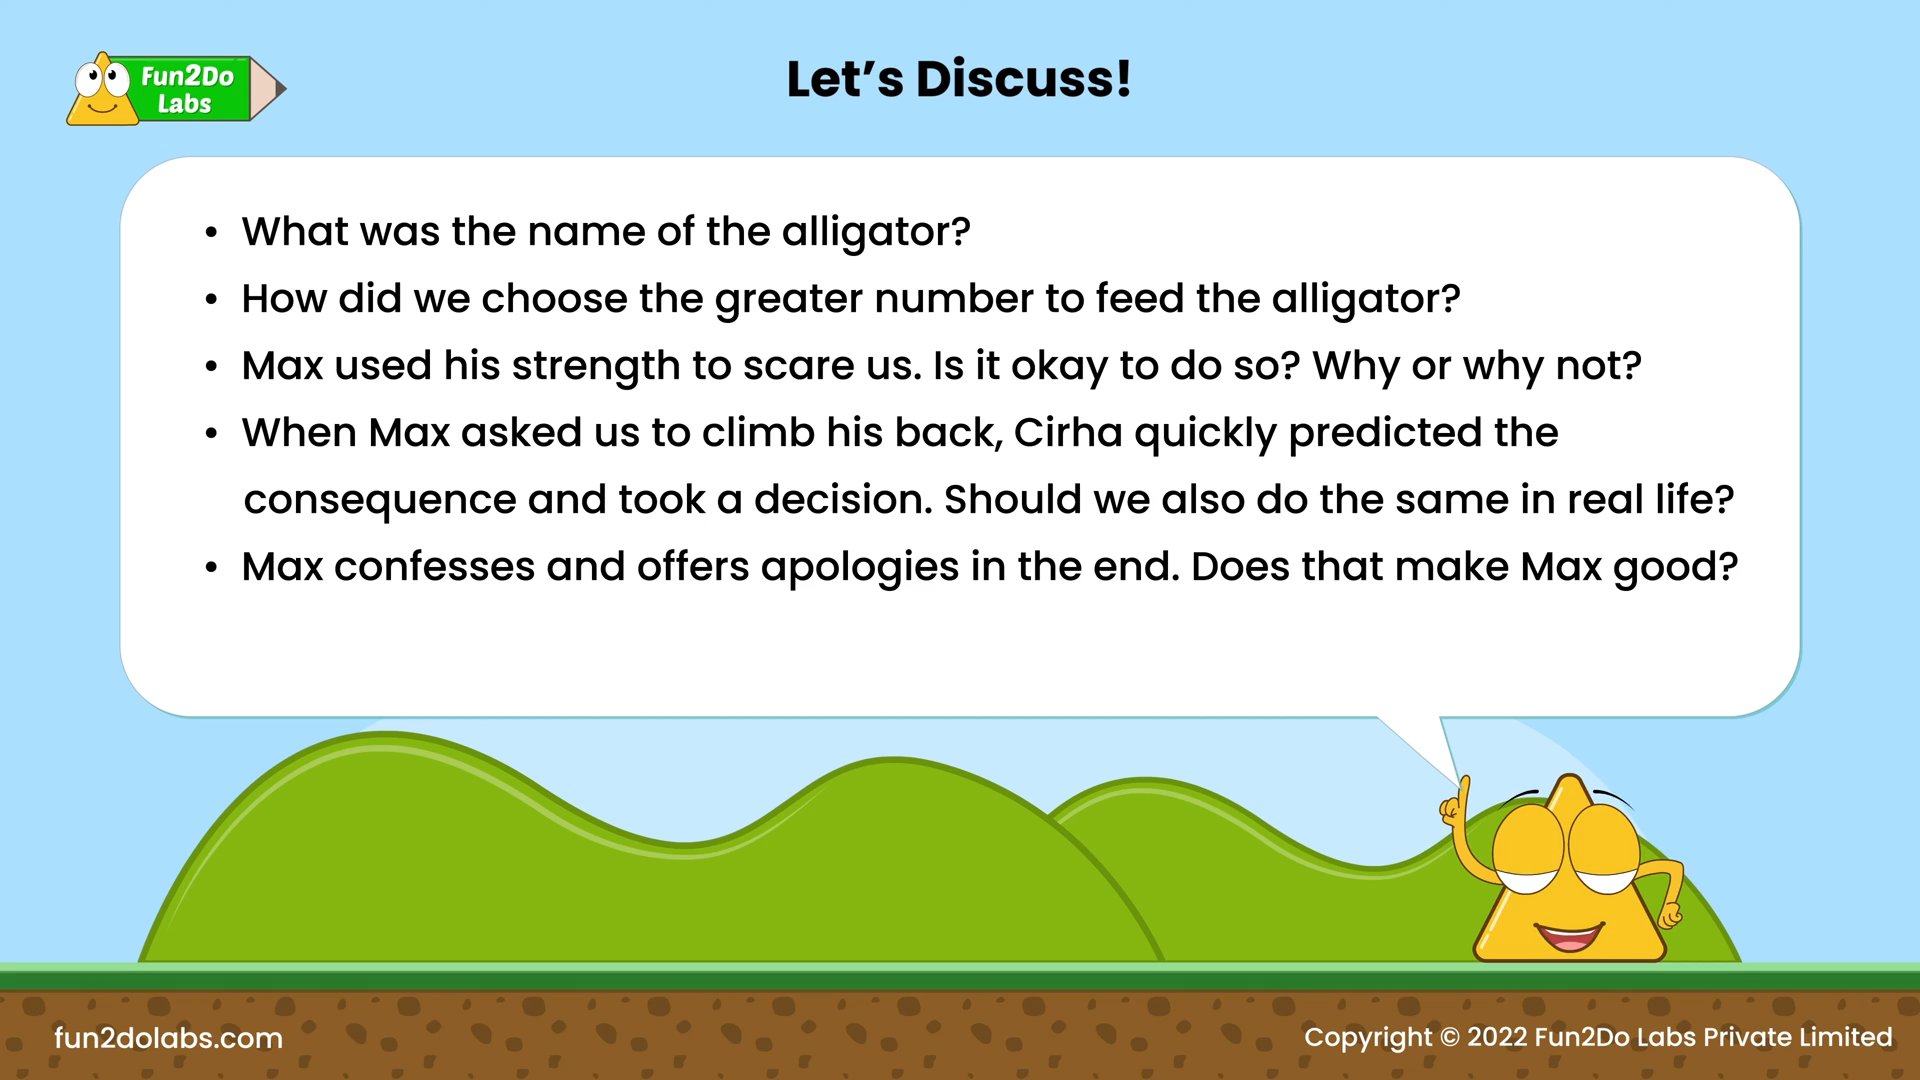 Fun2Do
Labs
Let’s Discuss!
• What was the name of the alligator?
• How did we choose the greater number to feed the alligator?
• Max used his strength to scare us. Is it okay to do so? Why or why not?
• When Max asked us to climb his back, Cirha quickly predicted the
consequence and took a decision. Should we also do the same in real life?
• Max confesses and offers apologies in the end. Does that make Max good?
fun2dolabs.com
Copyright © 2022 Fun2Do Labs Private Limited